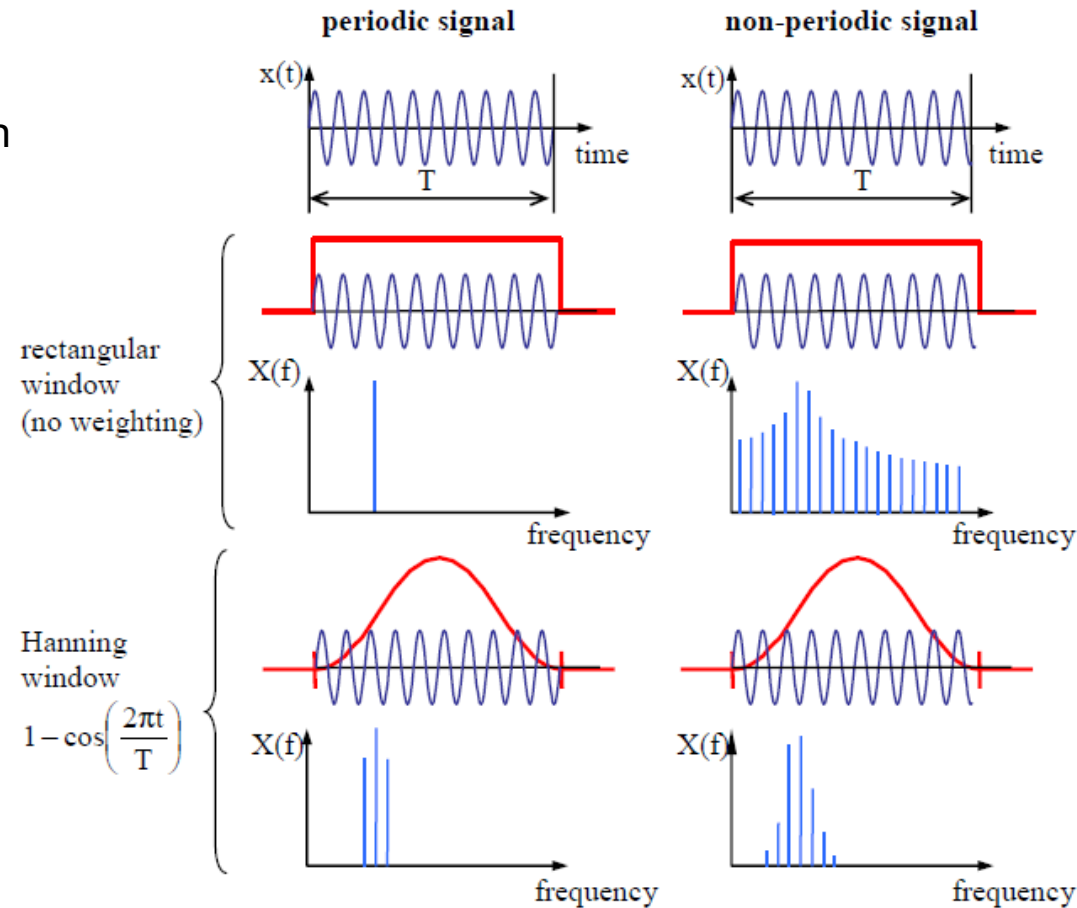 periodic signal
non-periodic signal
x(t)
time
T
x(t)
time
T
n
rectangular
window
(no weighting)
X(f)
frequency
X(f)
frequency
Hanning
window
1−cos(2πt/T)
X(f)
frequency
X(f)
frequency